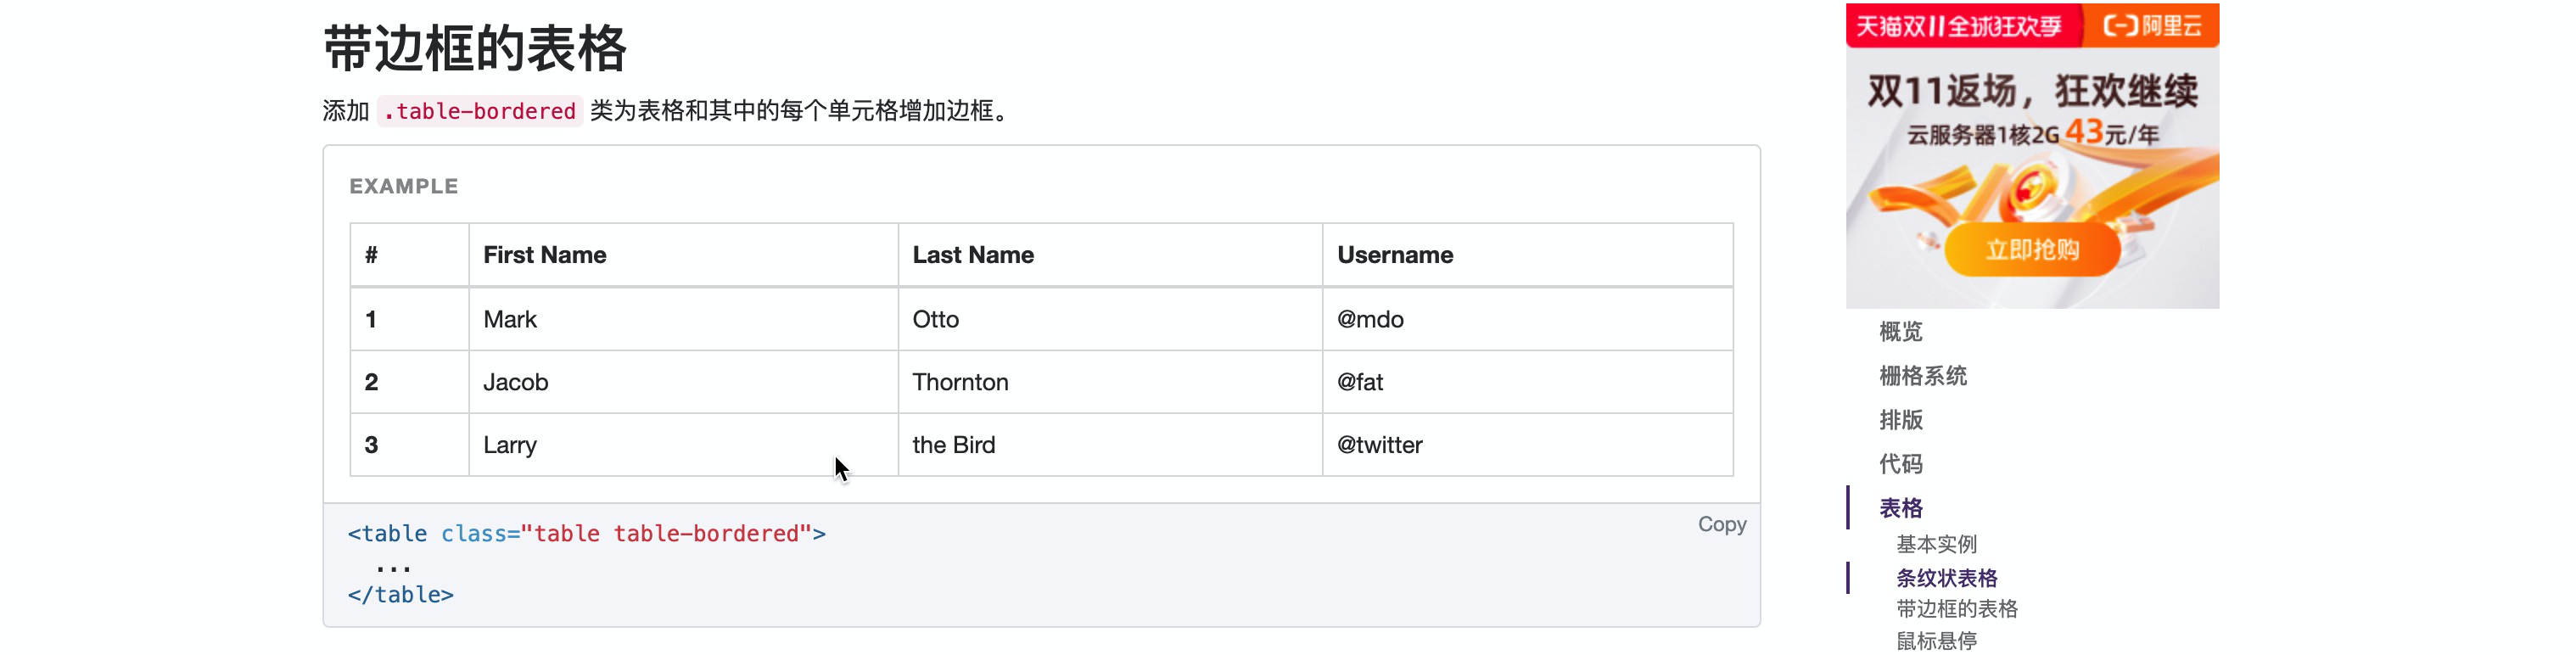 带边框的表格
添加 .table-bordered 类为表格和其中的每个单元格增加边框。
EXAMPLE
# First Name Last Name Username
1 Mark Otto @mdo
2 Jacob Thornton @fat
3 Larry the Bird @twitter
Copy
<table class="table table-bordered">
...
</table>
天猫双11全球狂欢季 阿里云
双11返场，狂欢继续
云服务器1核2G 43元/年
立即抢购
概览
栅格系统
排版
代码
表格
基本实例
条纹状表格
带边框的表格
鼠标悬停